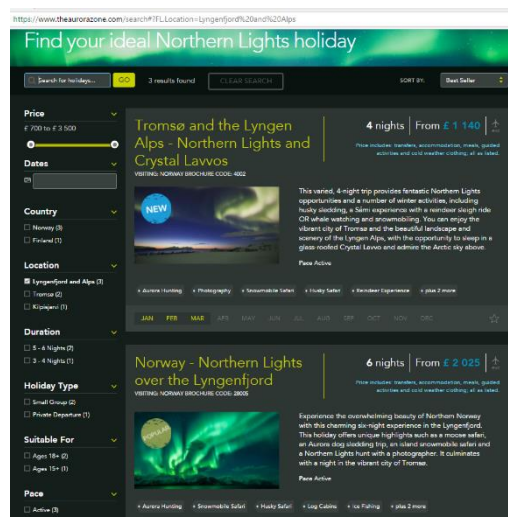 https://www.theaurorazone.com/search#TFL.Location=Lyngenfjord%20and%20Alps
Find your ideal Northern Lights holiday
Search for holidays...
GO
3 results found
CLEAR SEARCH
SORT BY:
Best Seller
Price
£ 700 to £ 3 500
Dates
Country
Norway (3)
Finland (1)
Location
Lyngenfjord and Alps (3)
Tromsø (2)
Kilpisjarvi (1)
Duration
5 - 6 Nights (2)
3 - 4 Nights (1)
Holiday Type
Small Group (2)
Private Departure (1)
Suitable For
Ages 18+ (2)
Ages 15+ (1)
Pace
Active (3)
Tromsø and the Lyngen
Alps - Northern Lights and
Crystal Lavvos
VISITING: NORWAY BROCHURE CODE: 4002
4 nights
From £ 1 140
Price includes: transfers, accommodation, meals, guided
activities and cold weather clothing; all as listed.
NEW
This varied, 4-night trip provides fantastic Northern Lights
opportunities and a number of winter activities, including
husky sledding, a Sámi experience with a reindeer sleigh ride
OR whale watching and snowmobiling. You can enjoy the
vibrant city of Tromsø and the beautiful landscape and
scenery of the Lyngen Alps, with the opportunity to sleep in a
glass-roofed Crystal Lavvo and admire the Arctic sky above.
Pace Active
+ Aurora Hunting
+ Photography
+ Snowmobile Safari
+ Husky Safari
+ Reindeer Experience
+ plus 2 more
JAN FEB MAR APR MAY JUN JUL AUG SEP OCT NOV DEC
Norway - Northern Lights
over the Lyngenfjord
VISITING: NORWAY BROCHURE CODE: 28005
6 nights
From £ 2 025
Price includes: transfers, accommodation, meals, guided
activities and cold weather clothing; all as listed.
POPULAR
Experience the overwhelming beauty of Northern Norway
with this charming six-night experience in the Lyngenfjord.
This holiday offers unique highlights such as a moose safari,
an Aurora dog sledding trip, an island snowmobile safari and
a Northern Lights hunt with a photographer. It culminates
with a night in the vibrant city of Tromsø.
Pace Active
+ Aurora Hunting
+ Snowmobile Safari
+ Husky Safari
+ Log Cabins
+ Ice Fishing
+ plus 2 more